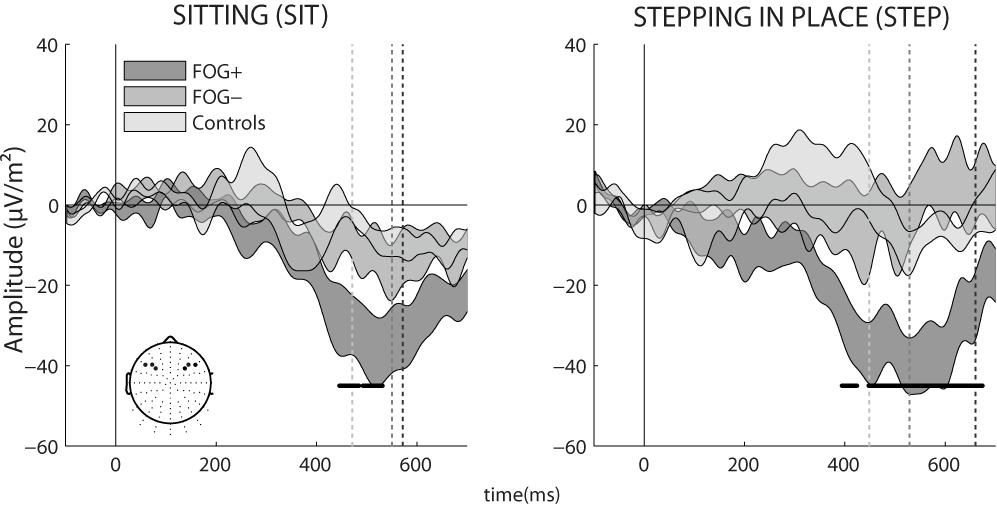 SITTING (SIT)
STEPPING IN PLACE (STEP)
Amplitude (µV/m²)
40
20
0
−20
−40
−60
FOG+
FOG−
Controls
0
200
400
600
40
20
0
−20
−40
−60
0
200
400
600
time(ms)